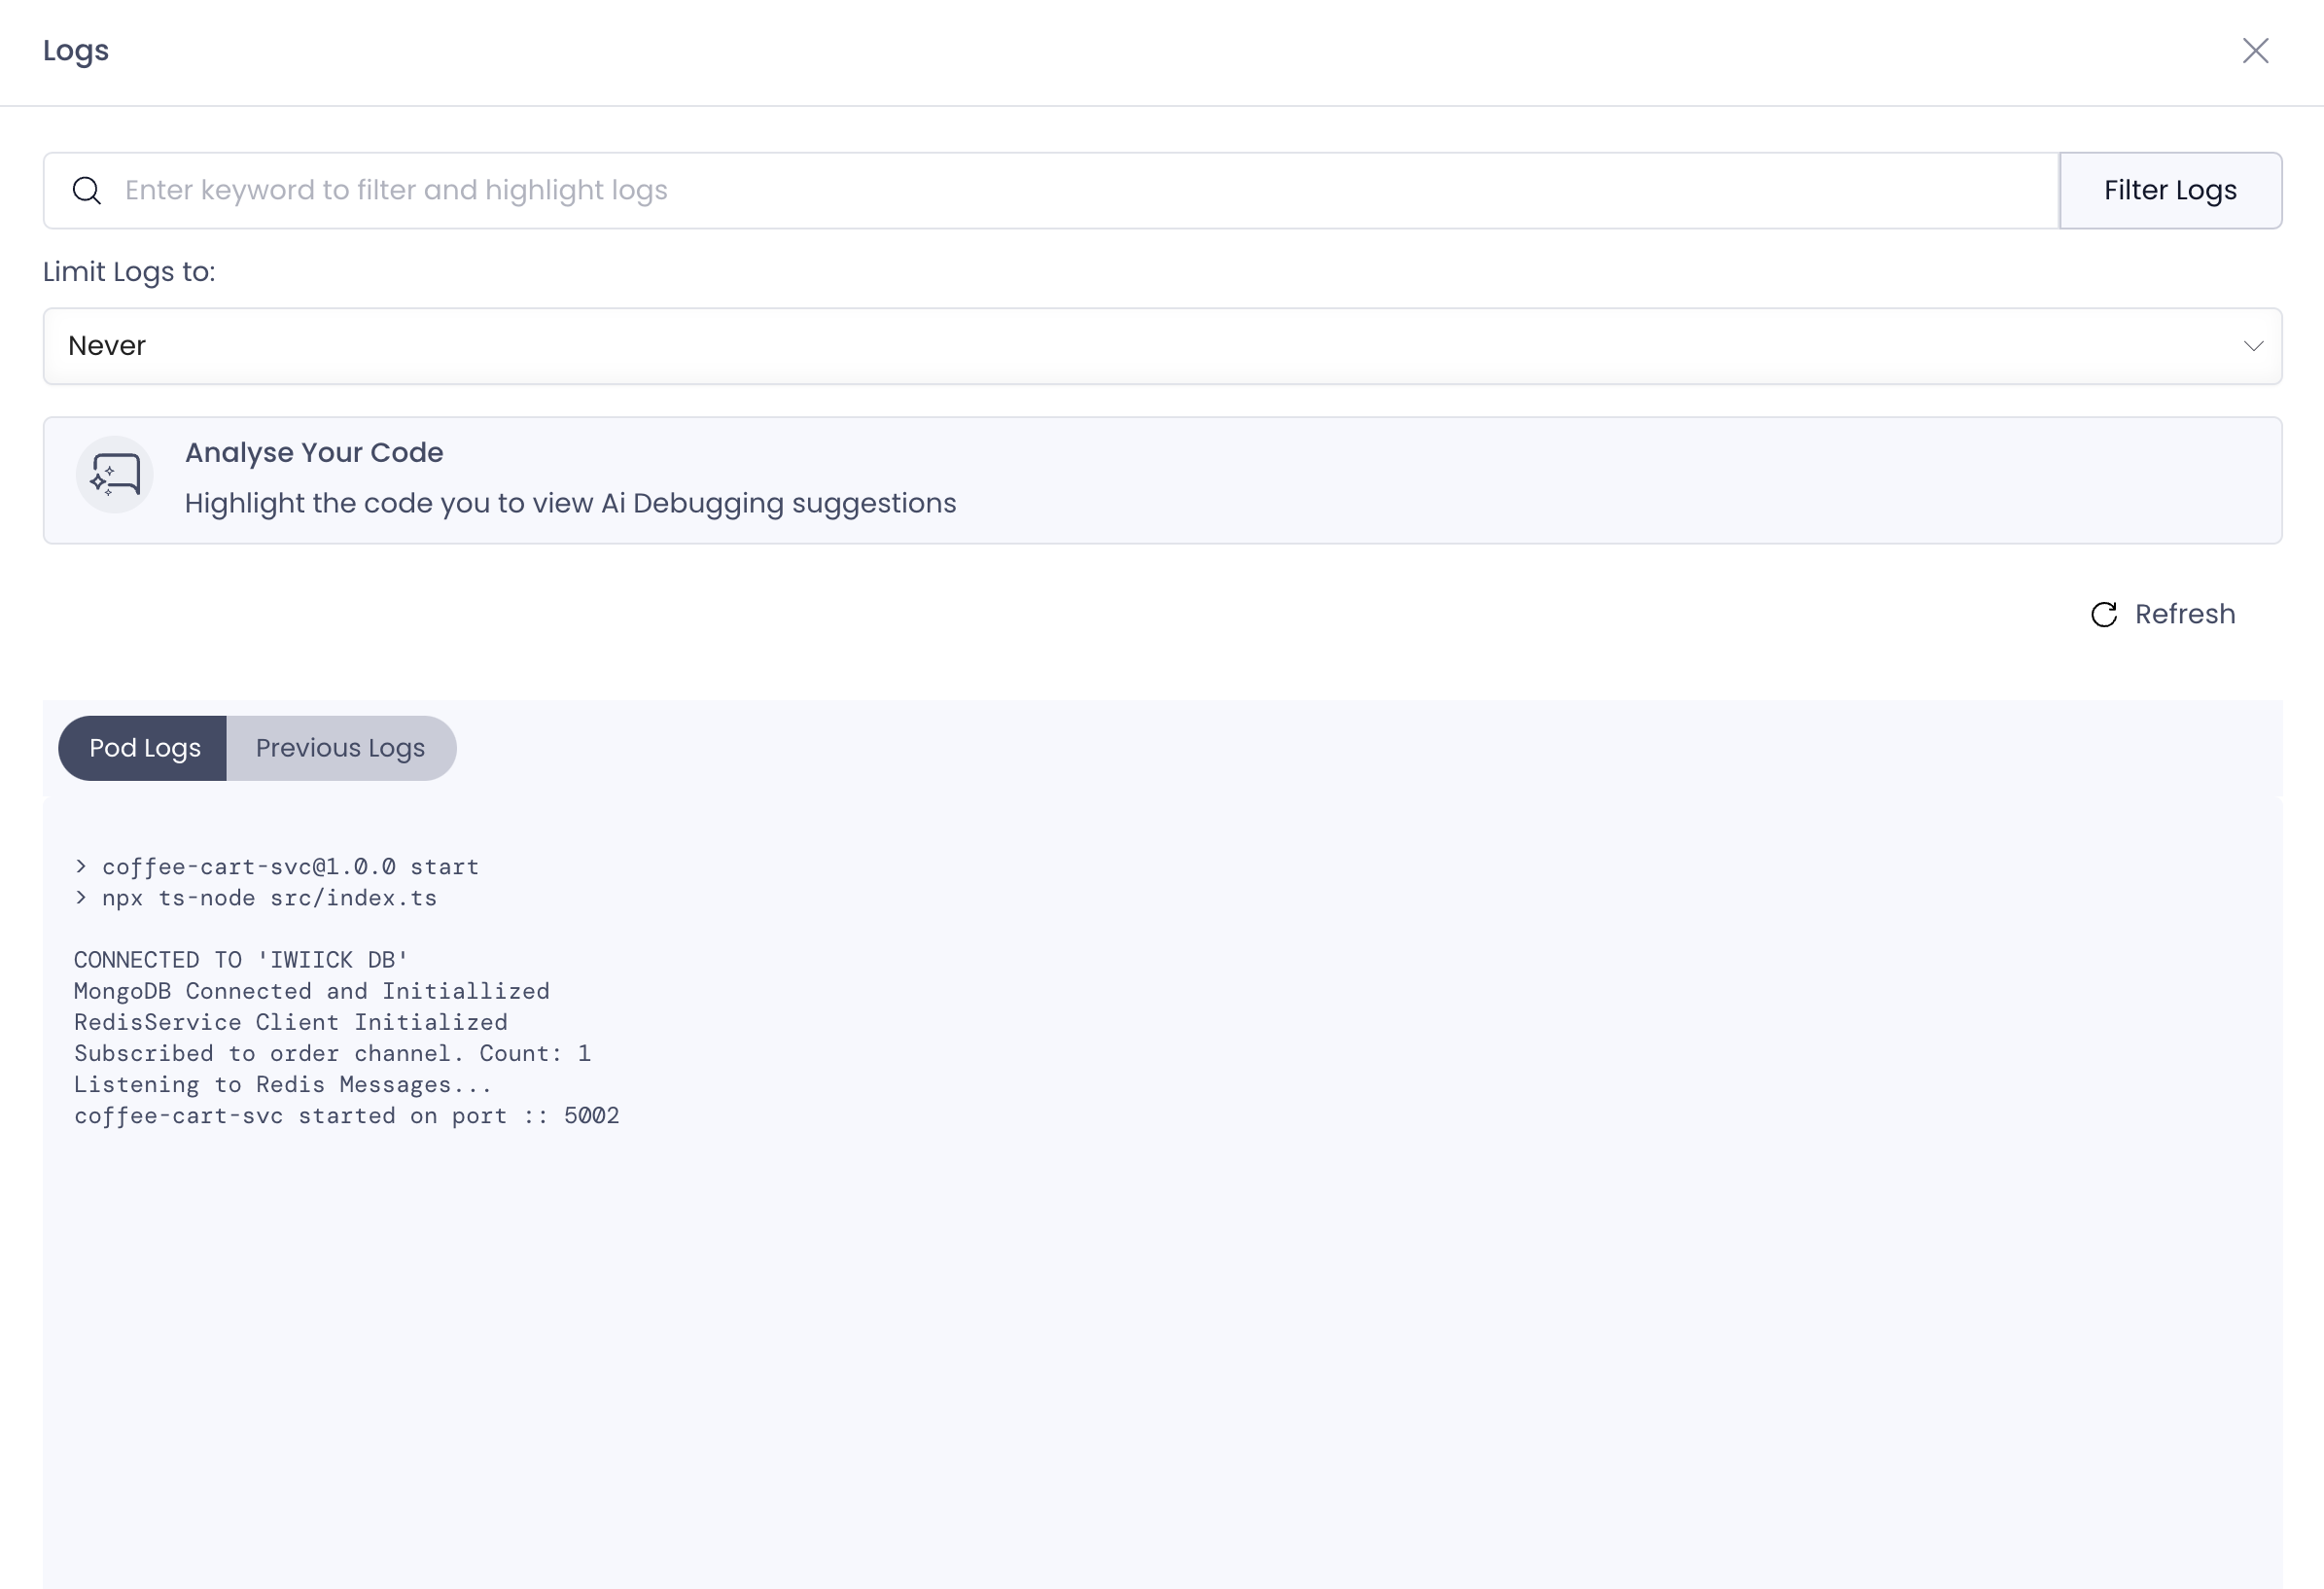 Logs
Enter keyword to filter and highlight logs
Filter Logs
Limit Logs to:
Never
Analyse Your Code
Highlight the code you to view Ai Debugging suggestions
Refresh
Pod Logs
Previous Logs
> coffee-cart-svc@1.0.0 start
> npx ts-node src/index.ts
CONNECTED TO 'IWIICK DB'
MongoDB Connected and Initiallized
RedisService Client Initialized
Subscribed to order channel. Count: 1
Listening to Redis Messages...
coffee-cart-svc started on port :: 5002